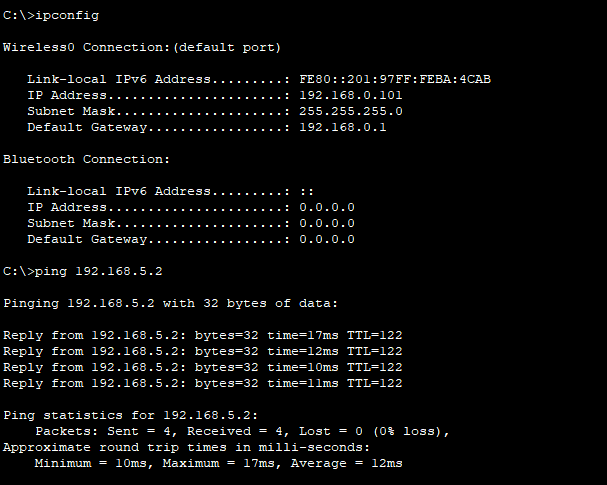 C:\>ipconfig
Wireless0 Connection:(default port)
Link-local IPv6 Address.........: FE80::201:97FF:FEBA:4CAB
IP Address......................: 192.168.0.101
Subnet Mask.....................: 255.255.255.0
Default Gateway.................: 192.168.0.1
Bluetooth Connection:
Link-local IPv6 Address.........: ::
IP Address......................: 0.0.0.0
Subnet Mask.....................: 0.0.0.0
Default Gateway.................: 0.0.0.0
C:\>ping 192.168.5.2
Pinging 192.168.5.2 with 32 bytes of data:
Reply from 192.168.5.2: bytes=32 time=17ms TTL=122
Reply from 192.168.5.2: bytes=32 time=12ms TTL=122
Reply from 192.168.5.2: bytes=32 time=10ms TTL=122
Reply from 192.168.5.2: bytes=32 time=11ms TTL=122
Ping statistics for 192.168.5.2:
Packets: Sent = 4, Received = 4, Lost = 0 (0% loss),
Approximate round trip times in milli-seconds:
Minimum = 10ms, Maximum = 17ms, Average = 12ms